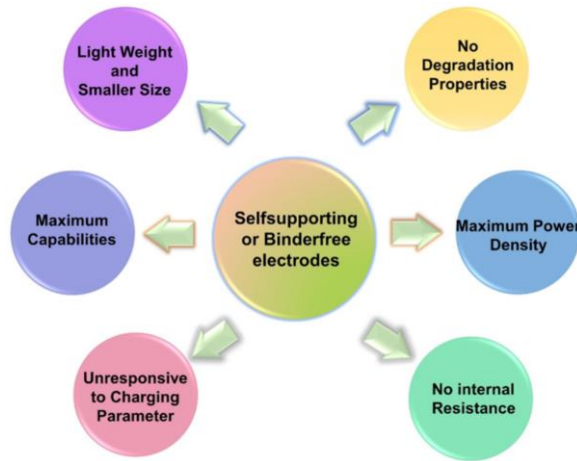 Light Weight
and
Smaller Size
No
Degradation
Properties
Maximum
Capabilities
Selfsupporting
or Binderfree
electrodes
Maximum Power
Density
Unresponsive
to Charging
Parameter
No internal
Resistance